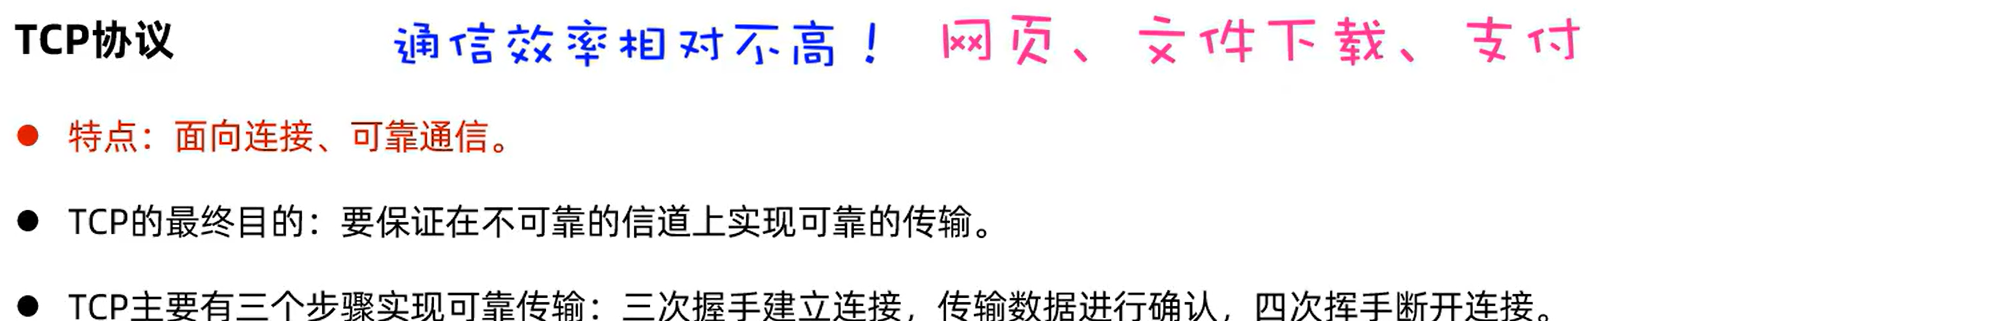 TCP协议 通信效率相对不高！ 网页、文件下载、支付
● 特点：面向连接、可靠通信。
● TCP的最终目的：要保证在不可靠的信道上实现可靠的传输。
● TCP主要有三个步骤实现可靠传输：三次握手建立连接，传输数据进行确认，四次挥手断开连接。